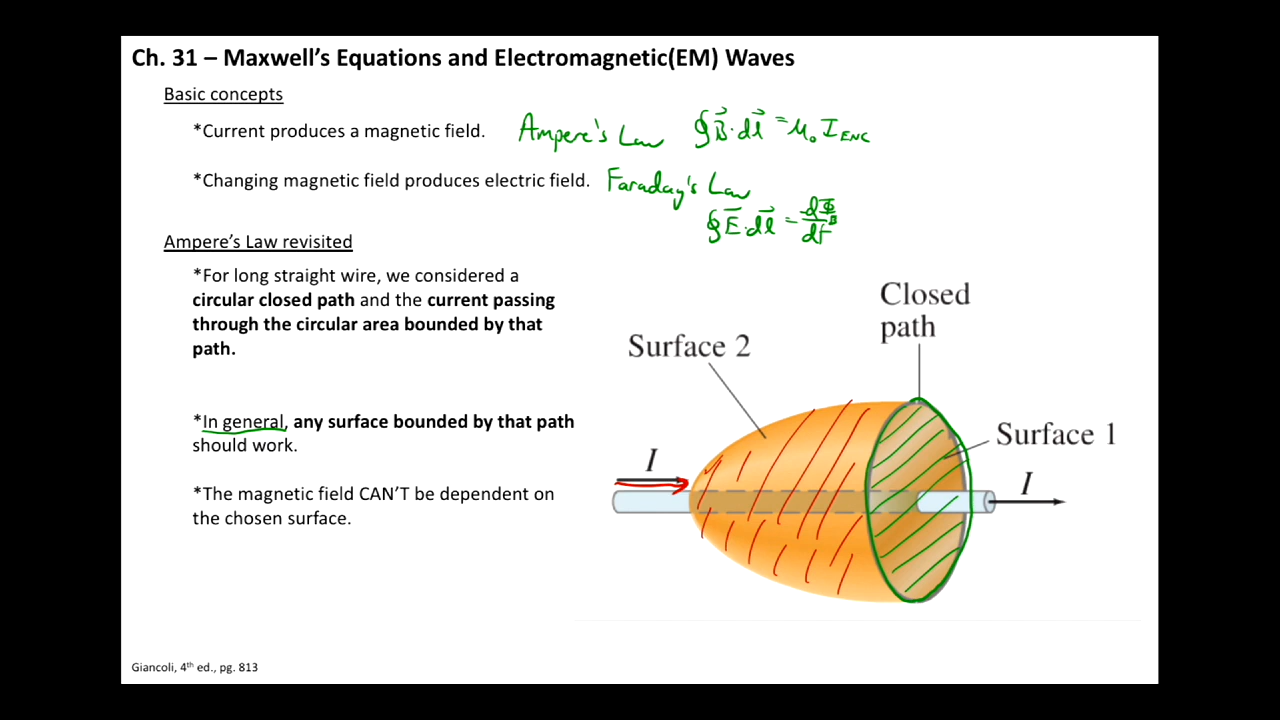 Ch. 31 – Maxwell's Equations and Electromagnetic(EM) Waves
Basic concepts
*Current produces a magnetic field. Ampere's Law ∮B⃗·dl⃗ = μ₀ I ENC
*Changing magnetic field produces electric field. Faraday's Law
∮E⃗·dl⃗ = -dΦB/dt
Ampere's Law revisited
*For long straight wire, we considered a
circular closed path and the current passing
through the circular area bounded by that
path.
*In general, any surface bounded by that path
should work.
*The magnetic field CAN'T be dependent on
the chosen surface.
Closed
path
Surface 2
Surface 1
I
I
Giancoli, 4th ed., pg. 813